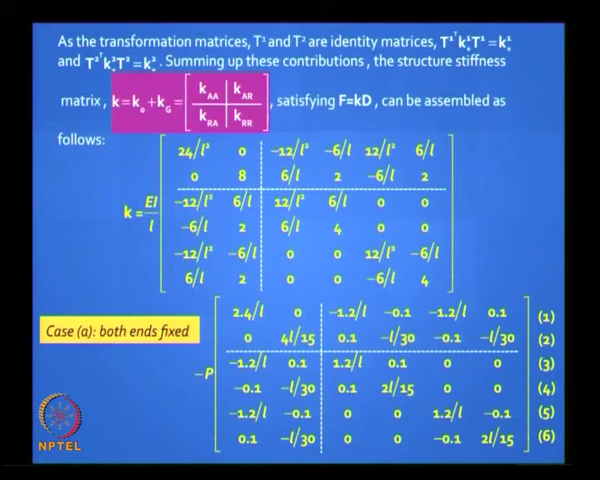 As the transformation matrices, T¹ and T² are identity matrices, T¹ᵀk¹*T¹ = k¹*
and T²ᵀk²*T² = k²*. Summing up these contributions, the structure stiffness
matrix, k = kₒ + k_G = [ k_AA | k_AR ; k_RA | k_RR ], satisfying F=kD, can be assembled as
follows:
24/l² 0 -12/l² -6/l 12/l² 6/l
0 8 6/l 2 -6/l 2
k = EI/l -12/l² 6/l 12/l² 6/l 0 0
-6/l 2 6/l 4 0 0
-12/l² -6/l 0 0 12/l² -6/l
6/l 2 0 0 -6/l 4
Case (a): both ends fixed
2.4/l 0 -1.2/l -0.1 -1.2/l 0.1 (1)
0 4l/15 0.1 -l/30 -0.1 -l/30 (2)
-P -1.2/l 0.1 1.2/l 0.1 0 0 (3)
-0.1 -l/30 0.1 2l/15 0 0 (4)
-1.2/l -0.1 0 0 1.2/l -0.1 (5)
0.1 -l/30 0 0 -0.1 2l/15 (6)
NPTEL